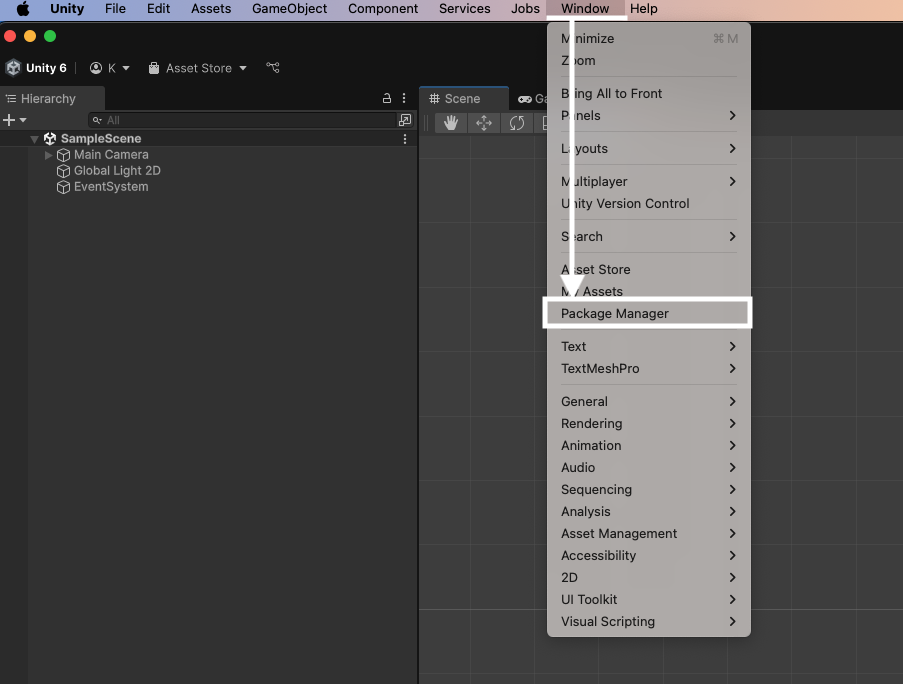 Unity File Edit Assets GameObject Component Services Jobs Window Help
Unity 6 K Asset Store
Hierarchy
All
SampleScene
Main Camera
Global Light 2D
EventSystem
Scene
Minimize ⌘ M
Zoom
Bring All to Front
Panels
Layouts
Multiplayer
Unity Version Control
Search
Asset Store
My Assets
Package Manager
Text
TextMeshPro
General
Rendering
Animation
Audio
Sequencing
Analysis
Asset Management
Accessibility
2D
UI Toolkit
Visual Scripting